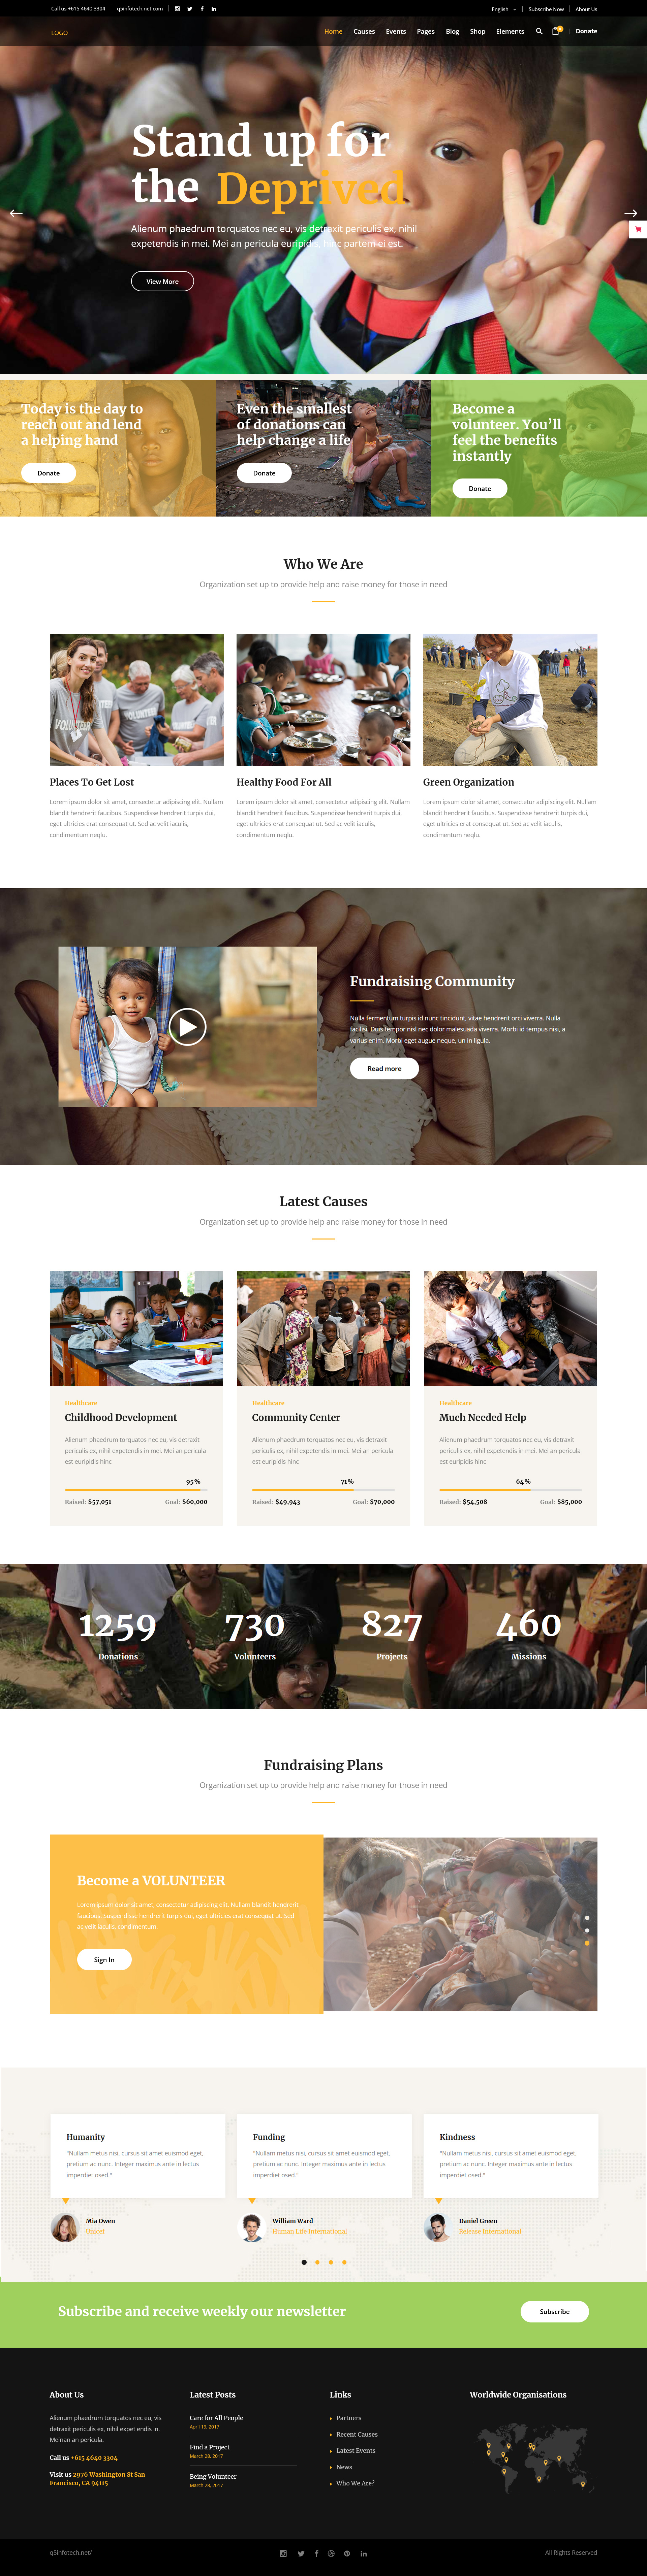 Call us +615 4640 3304
q5infotech.net.com
English
Subscribe Now
About Us
LOGO
Home
Causes
Events
Pages
Blog
Shop
Elements
Donate
Stand up for
the Deprived
Alienum phaedrum torquatos nec eu, vis detraxit periculis ex, nihil
expetendis in mei. Mei an pericula euripidis, hinc partem ei est.
View More
Today is the day to
reach out and lend
a helping hand
Donate
Even the smallest
of donations can
help change a life
Donate
Become a
volunteer. You'll
feel the benefits
instantly
Donate
Who We Are
Organization set up to provide help and raise money for those in need
VOLUNTEER
Places To Get Lost
Lorem ipsum dolor sit amet, consectetur adipiscing elit. Nullam
blandit hendrerit faucibus. Suspendisse hendrerit turpis dui,
eget ultricies erat consequat ut. Sed ac velit iaculis,
condimentum neqlu.
Healthy Food For All
Lorem ipsum dolor sit amet, consectetur adipiscing elit. Nullam
blandit hendrerit faucibus. Suspendisse hendrerit turpis dui,
eget ultricies erat consequat ut. Sed ac velit iaculis,
condimentum neqlu.
Green Organization
Lorem ipsum dolor sit amet, consectetur adipiscing elit. Nullam
blandit hendrerit faucibus. Suspendisse hendrerit turpis dui,
eget ultricies erat consequat ut. Sed ac velit iaculis,
condimentum neqlu.
Fundraising Community
Nulla fermentum turpis id nunc tincidunt, vitae hendrerit orci viverra. Nulla
facilisi. Duis tempor nisl nec dolor malesuada viverra. Morbi id tempus nisi, a
varius enim. Morbi eget augue neque, un in ligula.
Read more
Latest Causes
Organization set up to provide help and raise money for those in need
Healthcare
Childhood Development
Alienum phaedrum torquatos nec eu, vis detraxit
periculis ex, nihil expetendis in mei. Mei an pericula
est euripidis hinc
95%
Raised: $57,051
Goal: $60,000
Healthcare
Community Center
Alienum phaedrum torquatos nec eu, vis detraxit
periculis ex, nihil expetendis in mei. Mei an pericula
est euripidis hinc
71%
Raised: $49,943
Goal: $70,000
Healthcare
Much Needed Help
Alienum phaedrum torquatos nec eu, vis detraxit
periculis ex, nihil expetendis in mei. Mei an pericula
est euripidis hinc
64%
Raised: $54,508
Goal: $85,000
1259
Donations
730
Volunteers
827
Projects
460
Missions
Fundraising Plans
Organization set up to provide help and raise money for those in need
Become a VOLUNTEER
Lorem ipsum dolor sit amet, consectetur adipiscing elit. Nullam blandit hendrerit
faucibus. Suspendisse hendrerit turpis dui, eget ultricies erat consequat ut. Sed
ac velit iaculis, condimentum.
Sign In
Humanity
"Nullam metus nisi, cursus sit amet euismod eget,
pretium ac nunc. Integer maximus ante in lectus
imperdiet osed."
Mia Owen
Unicef
Funding
"Nullam metus nisi, cursus sit amet euismod eget,
pretium ac nunc. Integer maximus ante in lectus
imperdiet osed."
William Ward
Human Life International
Kindness
"Nullam metus nisi, cursus sit amet euismod eget,
pretium ac nunc. Integer maximus ante in lectus
imperdiet osed."
Daniel Green
Release International
Subscribe and receive weekly our newsletter
Subscribe
About Us
Alienum phaedrum torquatos nec eu, vis
detraxit periculis ex, nihil expet endis in.
Meinan an pericula.
Call us +615 4640 3304
Visit us 2976 Washington St San
Francisco, CA 94115
Latest Posts
Care for All People
April 19, 2017
Find a Project
March 28, 2017
Being Volunteer
March 28, 2017
Links
Partners
Recent Causes
Latest Events
News
Who We Are?
Worldwide Organisations
q5infotech.net/
All Rights Reserved